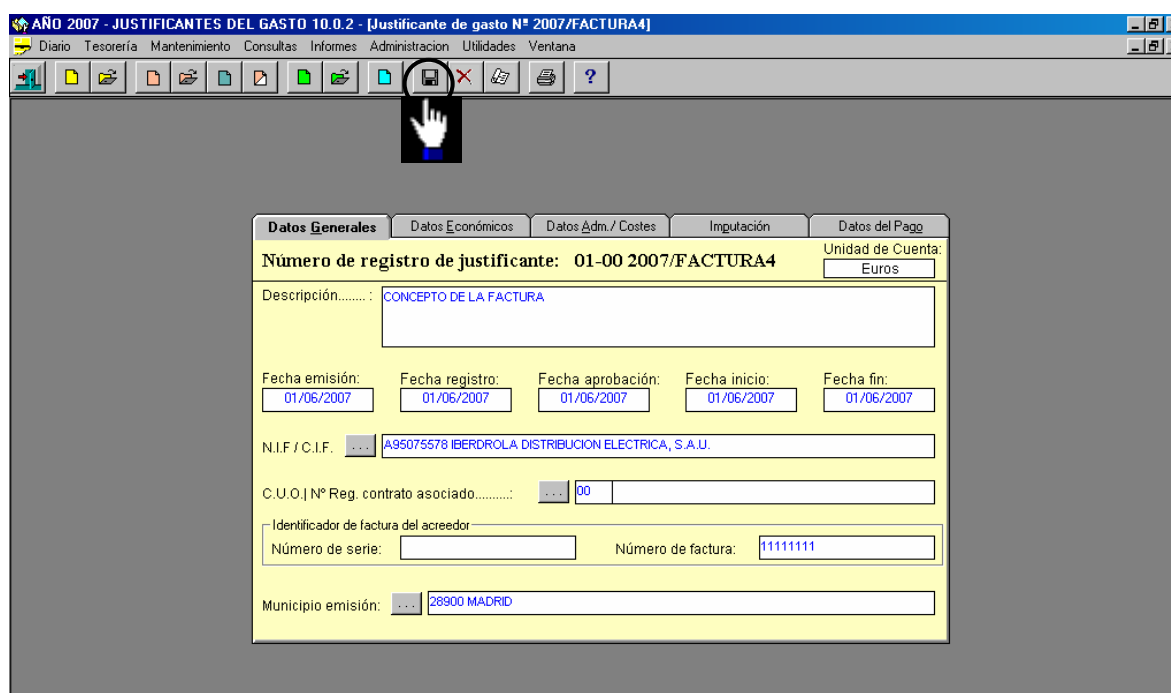 AÑO 2007 - JUSTIFICANTES DEL GASTO 10.0.2 - [Justificante de gasto Nº 2007/FACTURA4]
Diario Tesorería Mantenimiento Consultas Informes Administracion Utilidades Ventana
?
Datos Generales Datos Económicos Datos Adm./ Costes Imputación Datos del Pago
Número de registro de justificante: 01-00 2007/FACTURA4 Unidad de Cuenta:
Euros
Descripción........ : CONCEPTO DE LA FACTURA
Fecha emisión: Fecha registro: Fecha aprobación: Fecha inicio: Fecha fin:
01/06/2007 01/06/2007 01/06/2007 01/06/2007 01/06/2007
N.I.F / C.I.F. ... A95075578 IBERDROLA DISTRIBUCION ELECTRICA, S.A.U.
C.U.O.| Nº Reg. contrato asociado.........: ... 00
Identificador de factura del acreedor
Número de serie: Número de factura: 11111111
Municipio emisión: ... 28900 MADRID